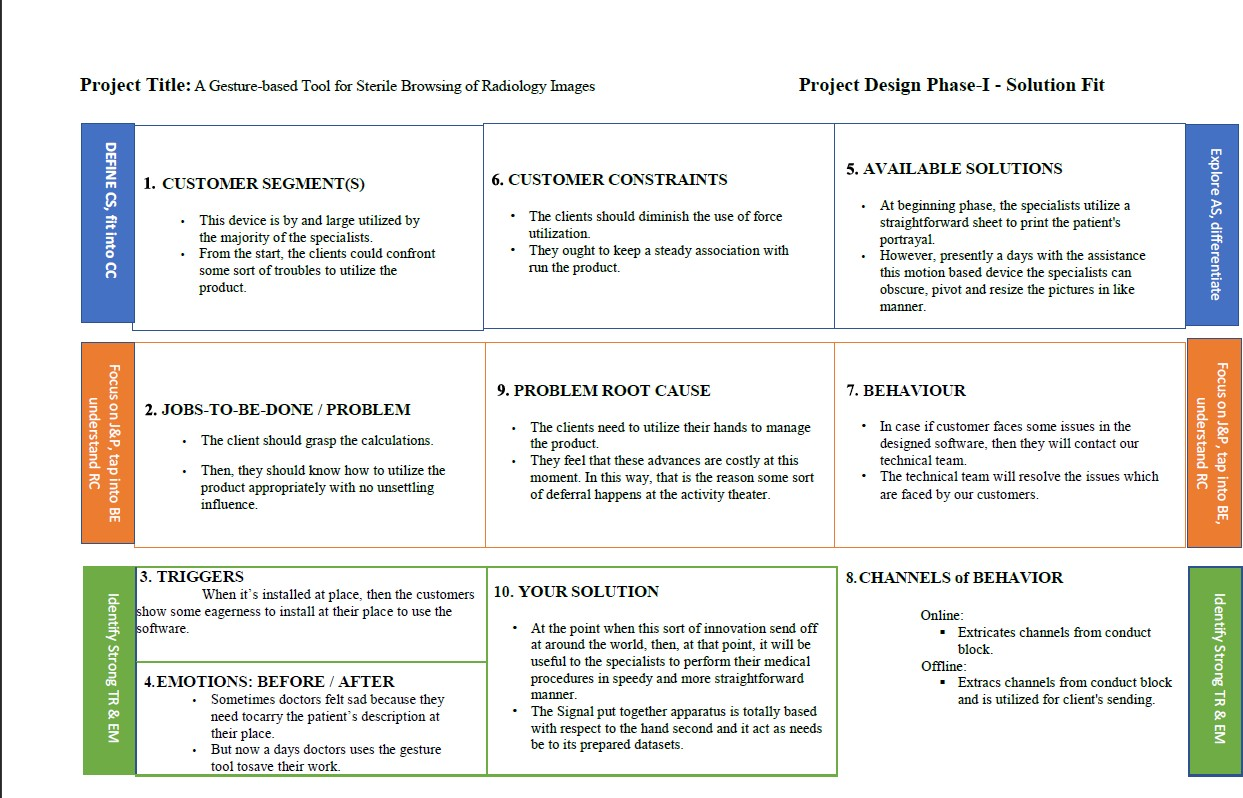 Project Title: A Gesture-based Tool for Sterile Browsing of Radiology Images
Project Design Phase-I - Solution Fit
DEFINE CS, fit into CC
1. CUSTOMER SEGMENT(S)
• This device is by and large utilized by
the majority of the specialists.
• From the start, the clients could confront
some sort of troubles to utilize the
product.
6. CUSTOMER CONSTRAINTS
• The clients should diminish the use of force
utilization.
• They ought to keep a steady association with
run the product.
5. AVAILABLE SOLUTIONS
• At beginning phase, the specialists utilize a
straightforward sheet to print the patient's
portrayal.
• However, presently a days with the assistance
this motion based device the specialists can
obscure, pivot and resize the pictures in like
manner.
Explore AS, differentiate
Focus on J&P, tap into BE
understand RC
2. JOBS-TO-BE-DONE / PROBLEM
• The client should grasp the calculations.
• Then, they should know how to utilize the
product appropriately with no unsettling
influence.
9. PROBLEM ROOT CAUSE
• The clients need to utilize their hands to manage
the product.
• They feel that these advances are costly at this
moment. In this way, that is the reason some sort
of deferral happens at the activity theater.
7. BEHAVIOUR
• In case if customer faces some issues in the
designed software, then they will contact our
technical team.
• The technical team will resolve the issues which
are faced by our customers.
Focus on J&P, tap into BE,
understand RC
Identify Strong TR & EM
3. TRIGGERS
When it's installed at place, then the customers
show some eagerness to install at their place to use the
software.
4.EMOTIONS: BEFORE / AFTER
• Sometimes doctors felt sad because they
need tocarry the patient's description at
their place.
• But now a days doctors uses the gesture
tool tosave their work.
10. YOUR SOLUTION
• At the point when this sort of innovation send off
at around the world, then, at that point, it will be
useful to the specialists to perform their medical
procedures in speedy and more straightforward
manner.
• The Signal put together apparatus is totally based
with respect to the hand second and it act as needs
be to its prepared datasets.
8.CHANNELS of BEHAVIOR
Online:
▪ Extricates channels from conduct
block.
Offline:
▪ Extracs channels from conduct block
and is utilized for client's sending.
Identify Strong TR & EM